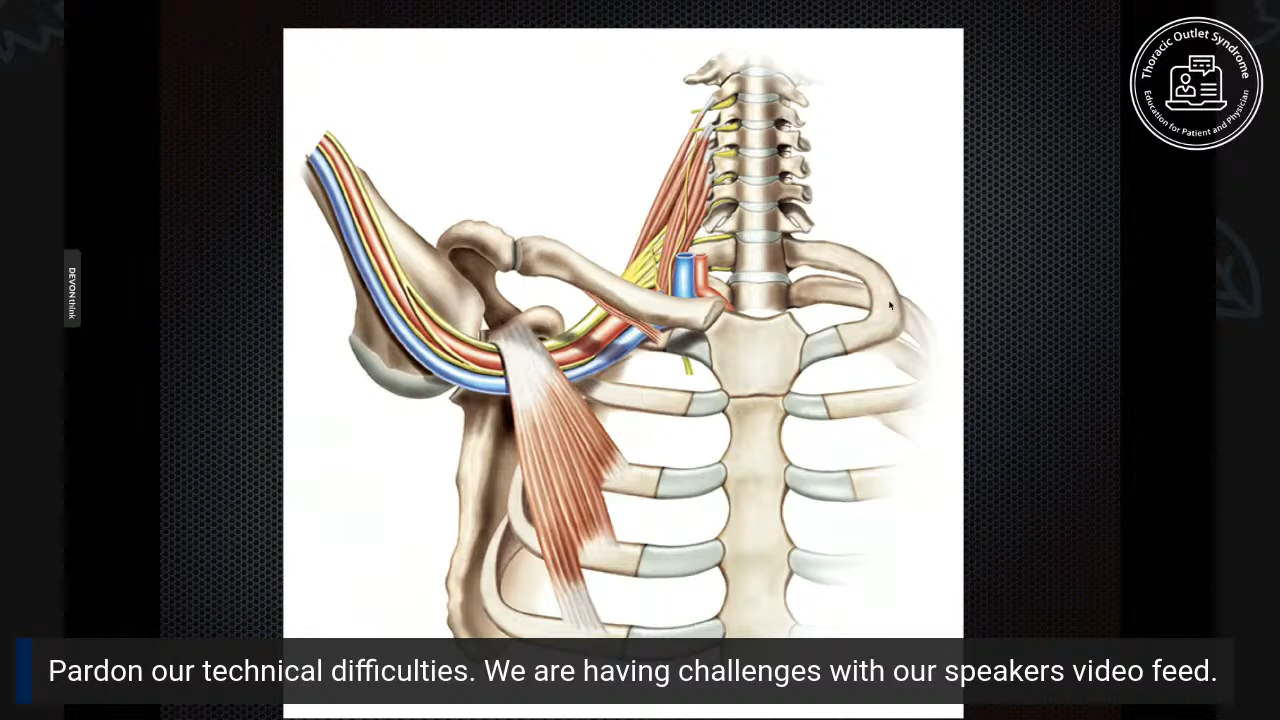 Thoracic Outlet Syndrome
Education for Patient and Physician
DEVONthink
Pardon our technical difficulties. We are having challenges with our speakers video feed.